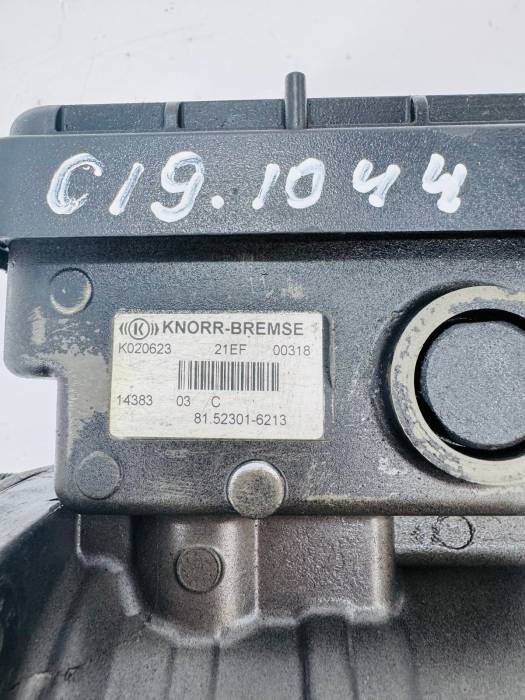 C19.1044
KNORR-BREMSE
K020623 21EF 00318
14383 03 C
81.52301-6213